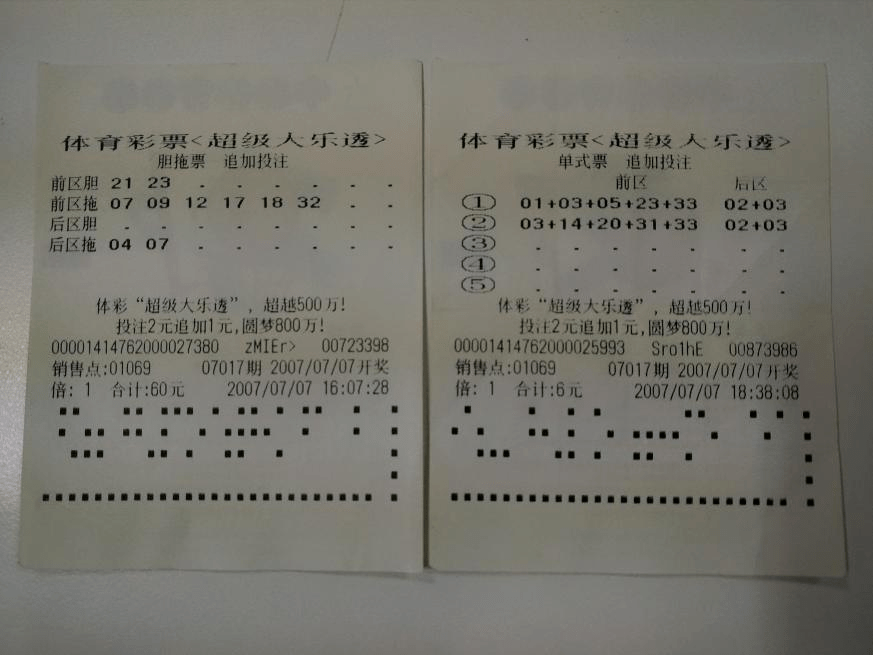 体育彩票<超级大乐透>
胆拖票 追加投注
前区胆 21 23 . . . . . .
前区拖 07 09 12 17 18 32 . .
后区胆 . . . . . . . .
后区拖 04 07 . . . . . .
体彩“超级大乐透”, 超越500万!
投注2元追加1元, 圆梦800万!
00001414762000027380 zMIEr> 00723398
销售点:01069 07017期 2007/07/07开奖
倍: 1 合计:60元 2007/07/07 16:07:28
体育彩票<超级大乐透>
单式票 追加投注
前区 后区
① 01+03+05+23+33 02+03
② 03+14+20+31+33 02+03
③ . . . . . . .
④ . . . . . . .
⑤ . . . . . . .
体彩“超级大乐透”, 超越500万!
投注2元追加1元, 圆梦800万!
00001414762000025993 Sro1hE 00873986
销售点:01069 07017期 2007/07/07开奖
倍: 1 合计:6元 2007/07/07 18:38:08